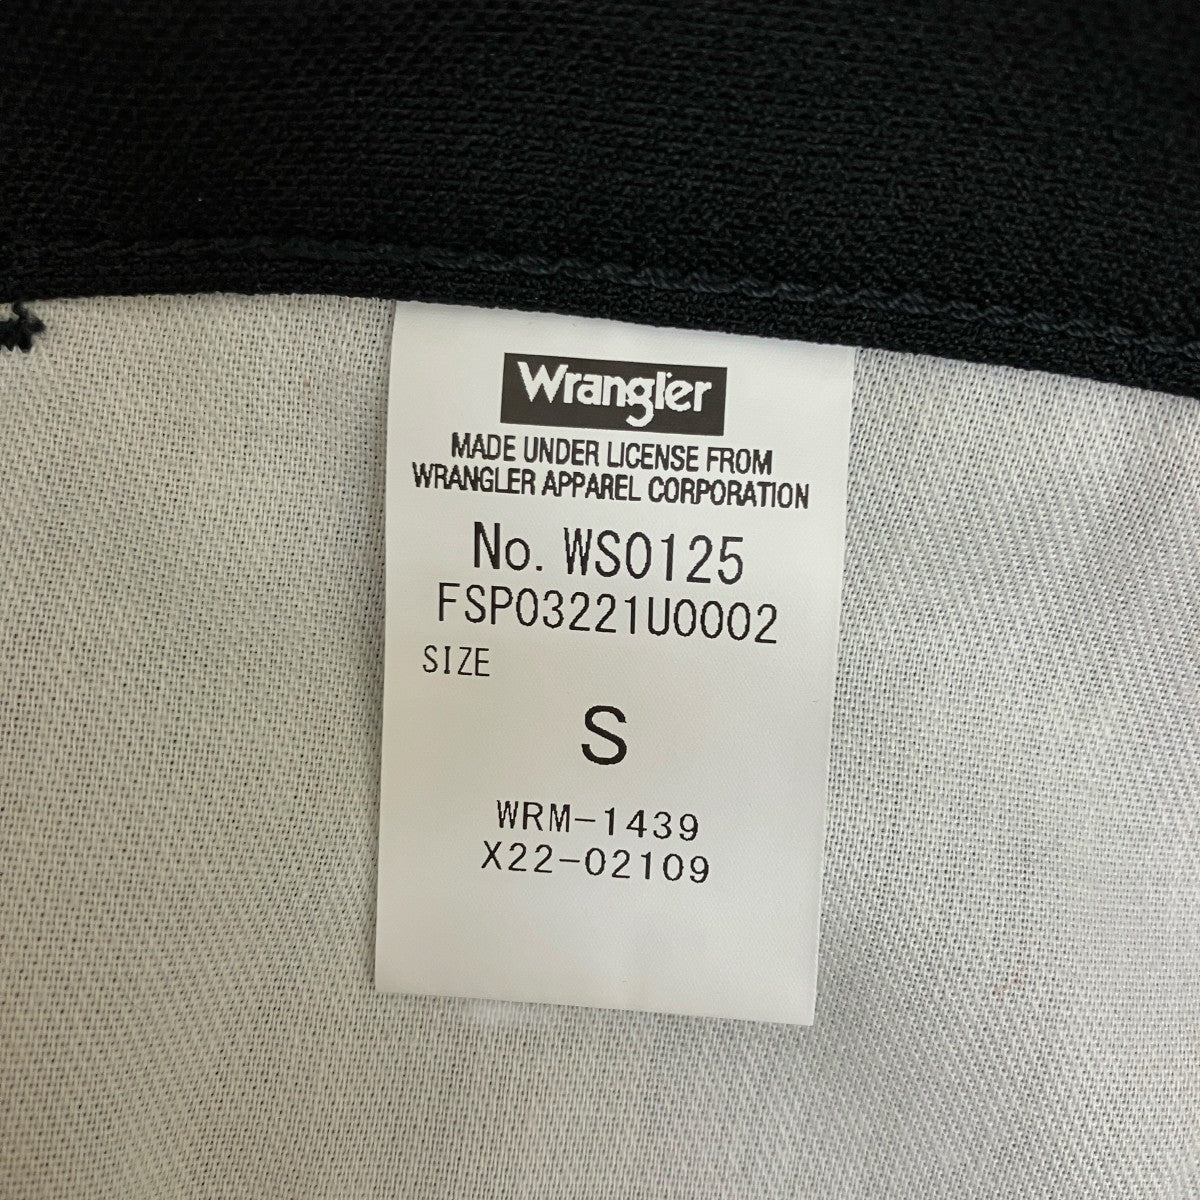 Wrangler
MADE UNDER LICENSE FROM
WRANGLER APPAREL CORPORATION
No. WS0125
FSP03221U0002
SIZE
S
WRM-1439
X22-02109